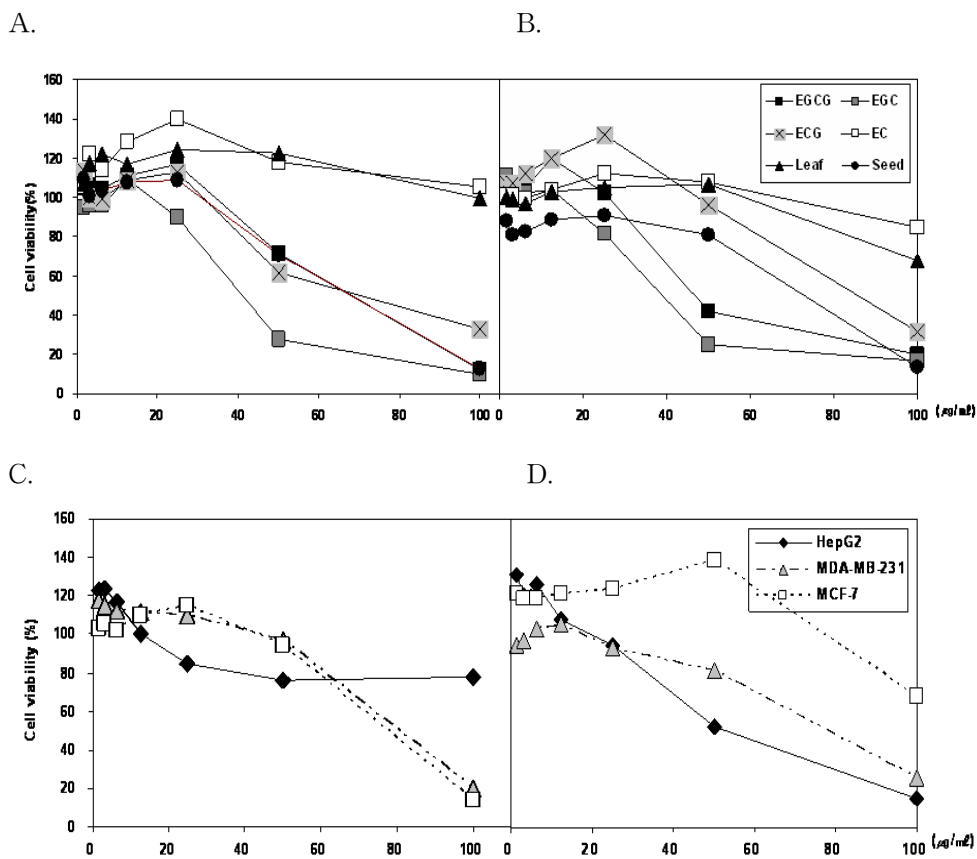 A.
B.
160
140
120
100
80
60
40
20
0
Cell viability(%)
0 20 40 60 80 100
0 20 40 60 80 100 (㎍/㎖)
EGCG EGC
ECG EC
Leaf Seed
C.
D.
160
140
120
100
80
60
40
20
0
Cell viability (%)
0 20 40 60 80 100
0 20 40 60 80 100 (㎍/㎖)
HepG2
MDA-MB-231
MCF-7